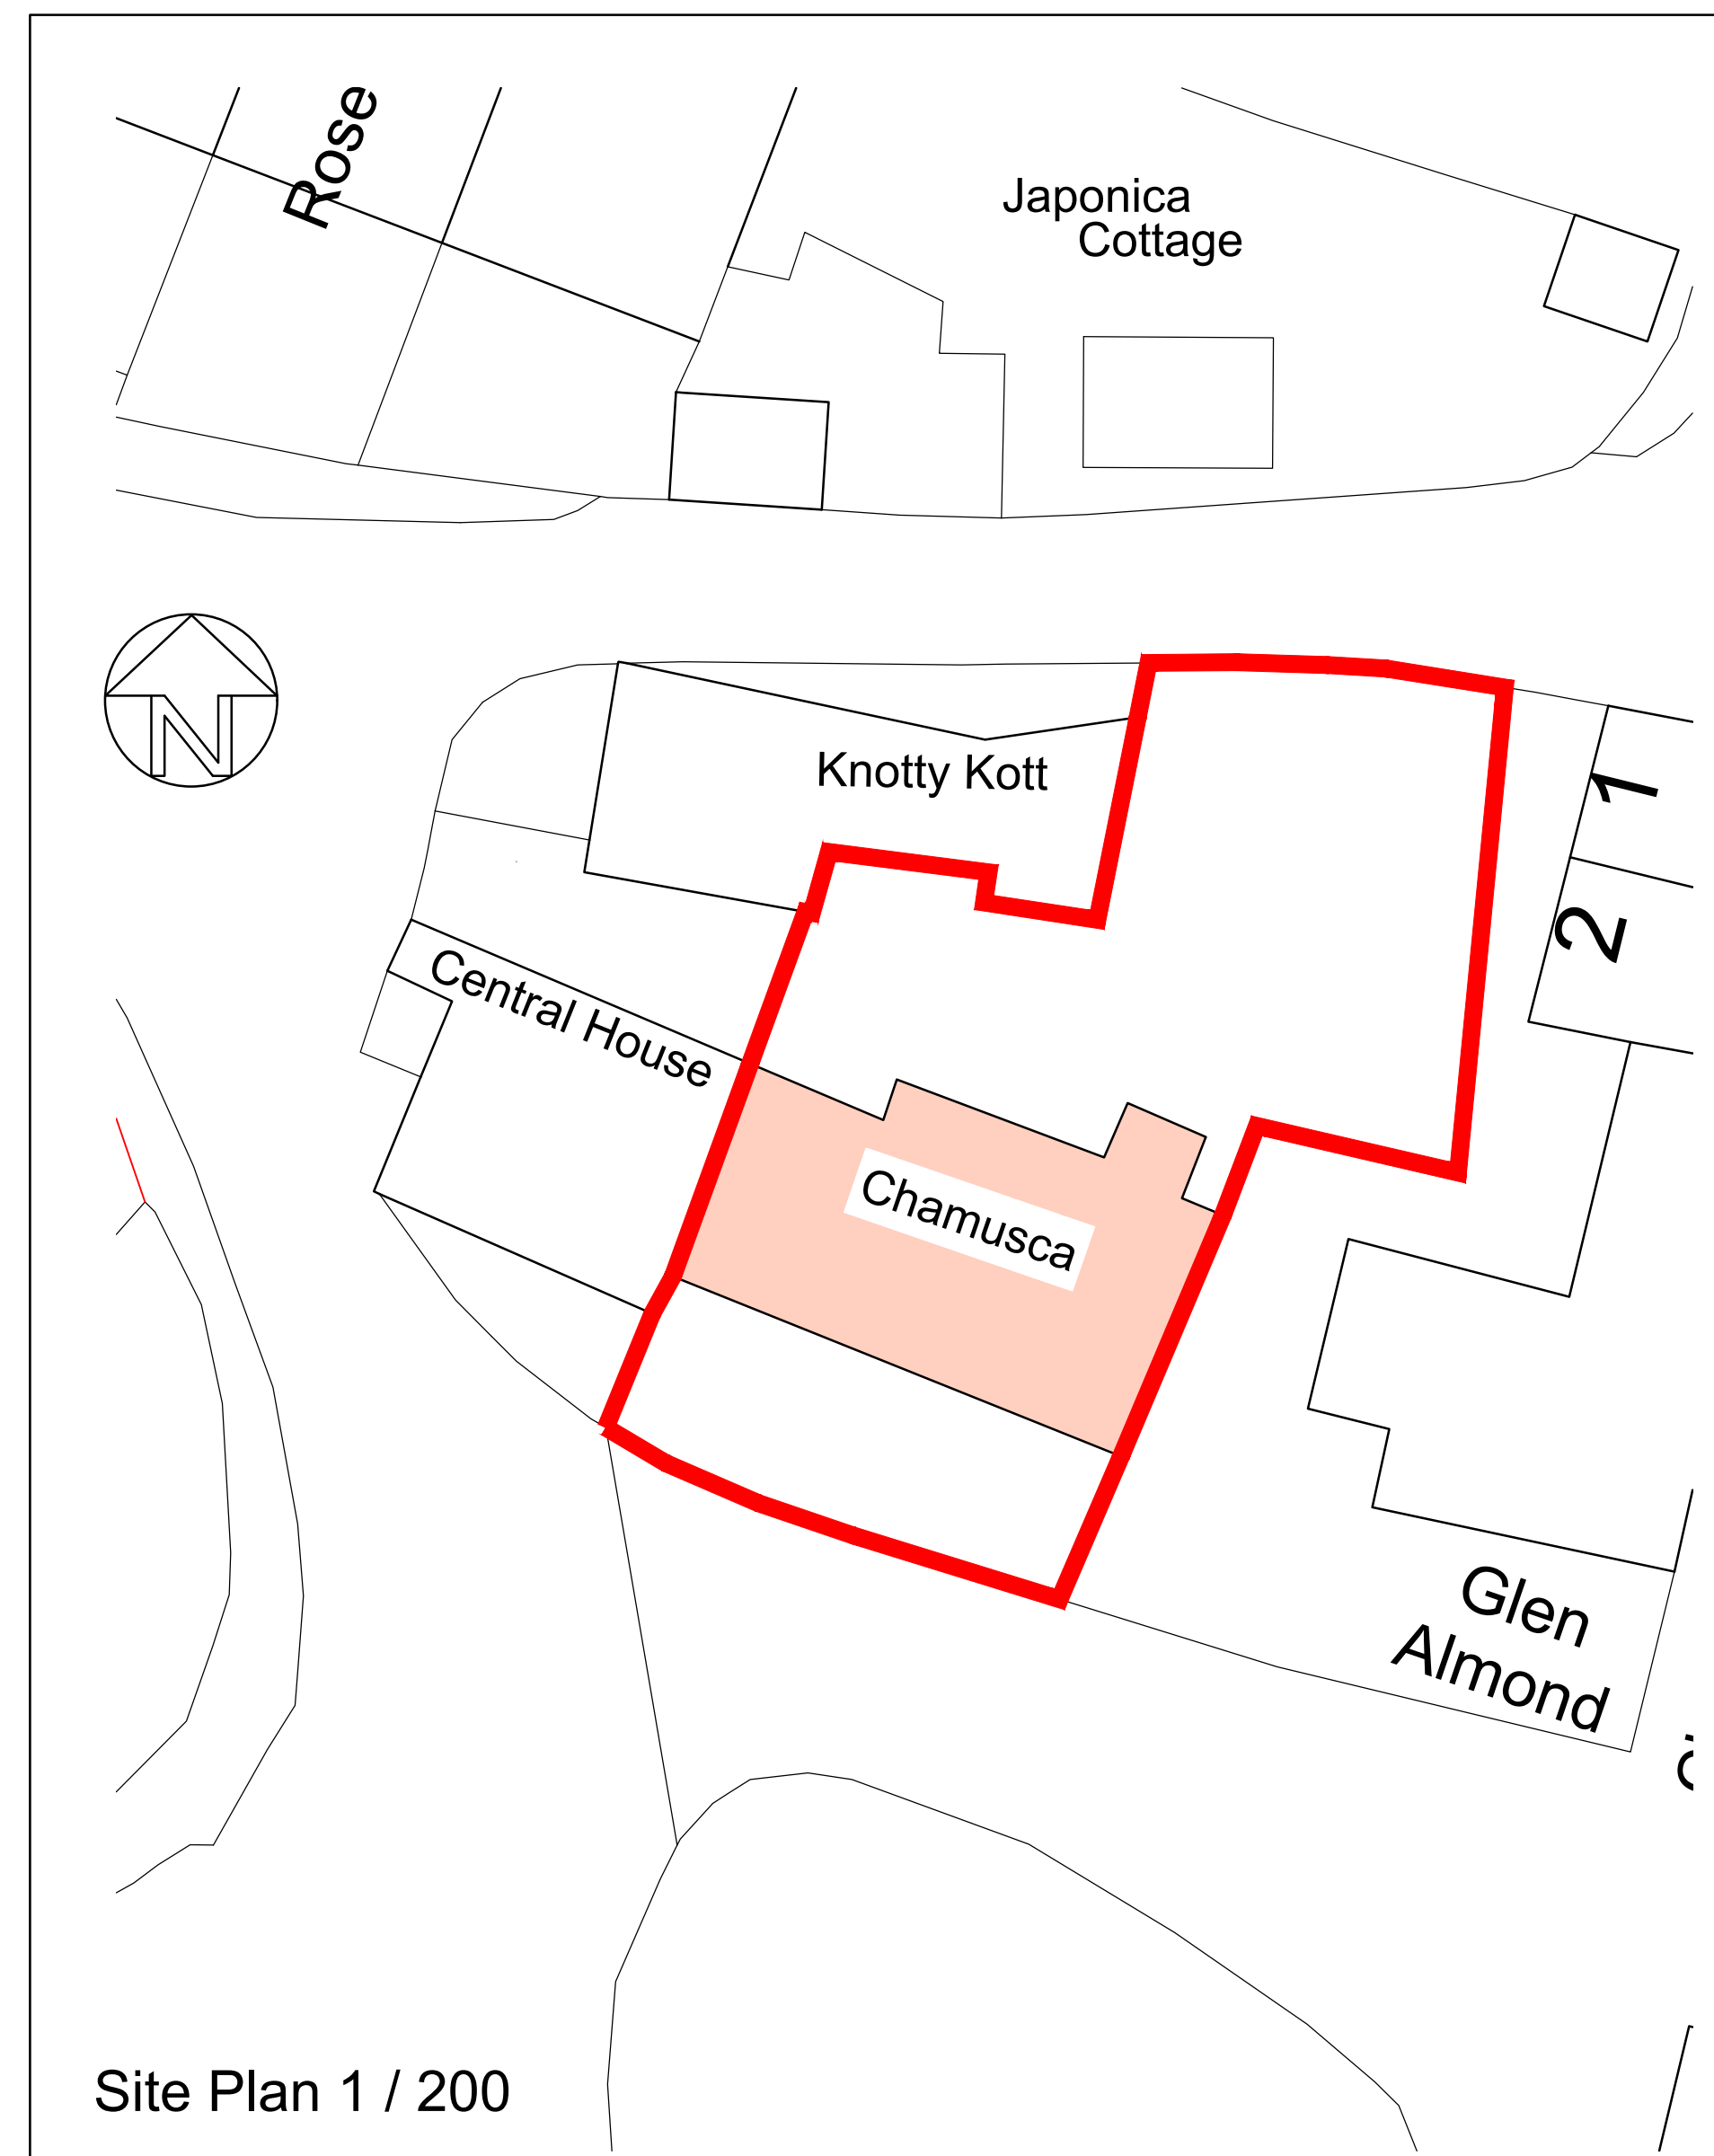 Rose
Japonica
Cottage
N
Knotty Kott
1
2
Central House
Chamusca
Glen
Almond
Site Plan 1 / 200